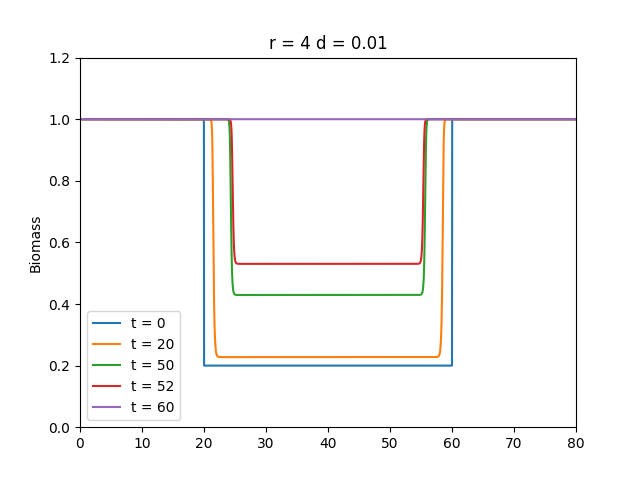 r = 4 d = 0.01
Biomass
1.2
1.0
0.8
0.6
0.4
0.2
0.0
t = 0
t = 20
t = 50
t = 52
t = 60
0 10 20 30 40 50 60 70 80